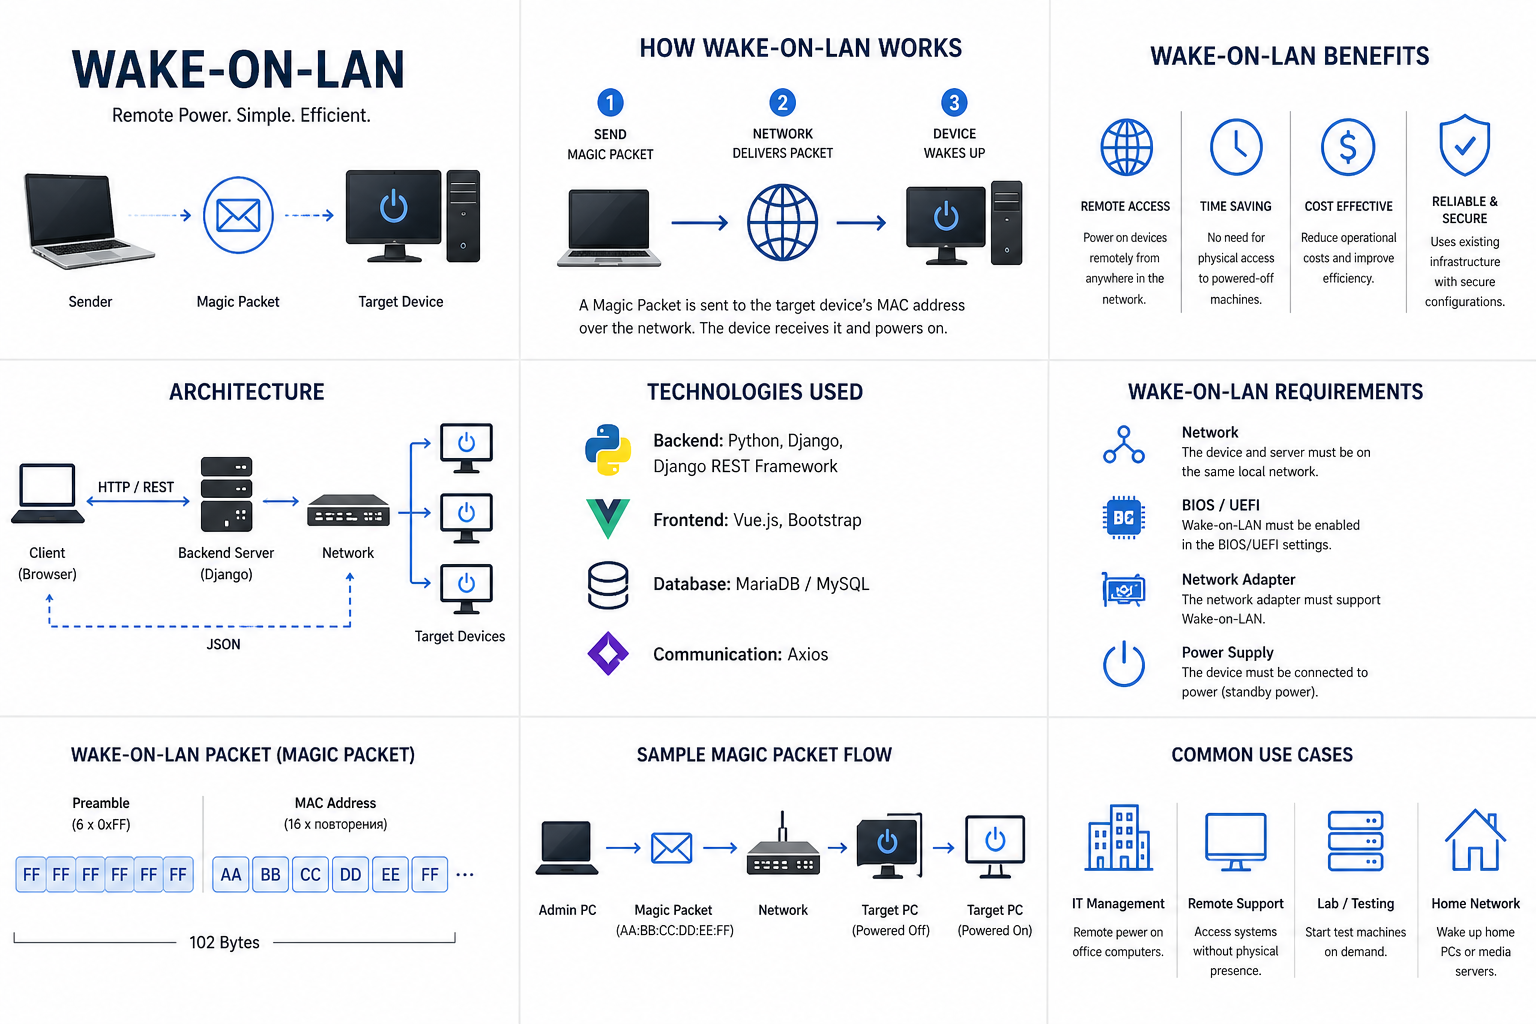 WAKE-ON-LAN
Remote Power. Simple. Efficient.
Sender
Magic Packet
Target Device
HOW WAKE-ON-LAN WORKS
1
SEND
MAGIC PACKET
2
NETWORK
DELIVERS PACKET
3
DEVICE
WAKES UP
A Magic Packet is sent to the target device's MAC address
over the network. The device receives it and powers on.
WAKE-ON-LAN BENEFITS
REMOTE ACCESS
Power on devices
remotely from
anywhere in the
network.
TIME SAVING
No need for
physical access
to powered-off
machines.
$
COST EFFECTIVE
Reduce operational
costs and improve
efficiency.
RELIABLE &
SECURE
Uses existing
infrastructure
with secure
configurations.
ARCHITECTURE
HTTP / REST
Client
(Browser)
Backend Server
(Django)
Network
JSON
Target Devices
TECHNOLOGIES USED
Backend: Python, Django,
Django REST Framework
Frontend: Vue.js, Bootstrap
Database: MariaDB / MySQL
Communication: Axios
WAKE-ON-LAN REQUIREMENTS
Network
The device and server must be on
the same local network.
BIOS / UEFI
Wake-on-LAN must be enabled
in the BIOS/UEFI settings.
Network Adapter
The network adapter must support
Wake-on-LAN.
Power Supply
The device must be connected to
power (standby power).
WAKE-ON-LAN PACKET (MAGIC PACKET)
Preamble
(6 x 0xFF)
MAC Address
(16 x повторения)
FF FF FF FF FF FF AA BB CC DD EE FF ...
102 Bytes
SAMPLE MAGIC PACKET FLOW
Admin PC
Magic Packet
(AA:BB:CC:DD:EE:FF)
Network
Target PC
(Powered Off)
Target PC
(Powered On)
COMMON USE CASES
IT Management
Remote power on
office computers.
Remote Support
Access systems
without physical
presence.
Lab / Testing
Start test machines
on demand.
Home Network
Wake up home
PCs or media
servers.